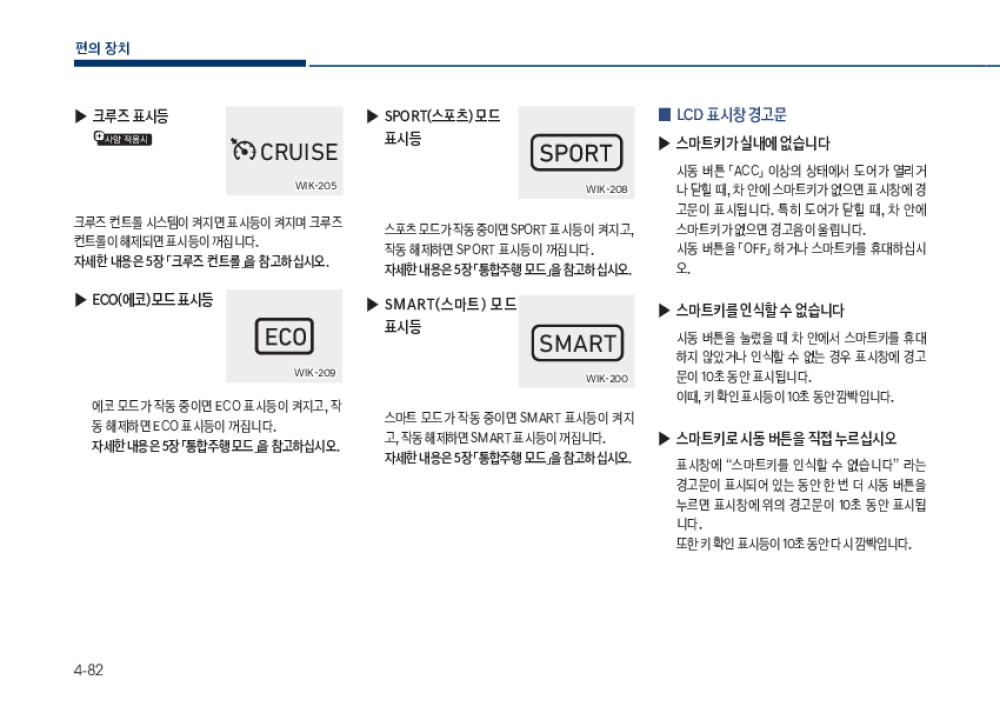 편의 장치
▶ 크루즈 표시등
사양 적용시
CRUISE
WIK-205
크루즈 컨트롤 시스템이 켜지면 표시등이 켜지며 크루즈
컨트롤이 해제되면 표시등이 꺼집니다.
자세한 내용은 5장 「크루즈 컨트롤」을 참고하십시오.
▶ ECO(에코) 모드 표시등
ECO
WIK-209
에코 모드가 작동 중이면 ECO 표시등이 켜지고, 작
동 해제하면 ECO 표시등이 꺼집니다.
자세한 내용은 5장 「통합주행 모드」을 참고하십시오.
▶ SPORT(스포츠) 모드
표시등
SPORT
WIK-208
스포츠 모드가 작동 중이면 SPORT 표시등이 켜지고,
작동 해제하면 SPORT 표시등이 꺼집니다.
자세한 내용은 5장 「통합주행 모드」을 참고하십시오.
▶ SMART(스마트) 모드
표시등
SMART
WIK-200
스마트 모드가 작동 중이면 SMART 표시등이 켜지
고, 작동 해제하면 SMART 표시등이 꺼집니다.
자세한 내용은 5장 「통합주행 모드」을 참고하십시오.
■ LCD 표시창 경고문
▶ 스마트키가 실내에 없습니다
시동 버튼 「ACC」 이상의 상태에서 도어가 열리거
나 닫힐 때, 차 안에 스마트키가 없으면 표시창에 경
고문이 표시됩니다. 특히 도어가 닫힐 때, 차 안에
스마트키가 없으면 경고음이 울립니다.
시동 버튼을 「OFF」 하거나 스마트키를 휴대하십시
오.
▶ 스마트키를 인식할 수 없습니다
시동 버튼을 눌렀을 때 차 안에서 스마트키를 휴대
하지 않았거나 인식할 수 없는 경우 표시창에 경고
문이 10초 동안 표시됩니다.
이때, 키 확인 표시등이 10초 동안 깜박입니다.
▶ 스마트키로 시동 버튼을 직접 누르십시오
표시창에 “스마트키를 인식할 수 없습니다” 라는
경고문이 표시되어 있는 동안 한 번 더 시동 버튼을
누르면 표시창에 위의 경고문이 10초 동안 표시됩
니다.
또한 키 확인 표시등이 10초 동안 다시 깜박입니다.
4-82